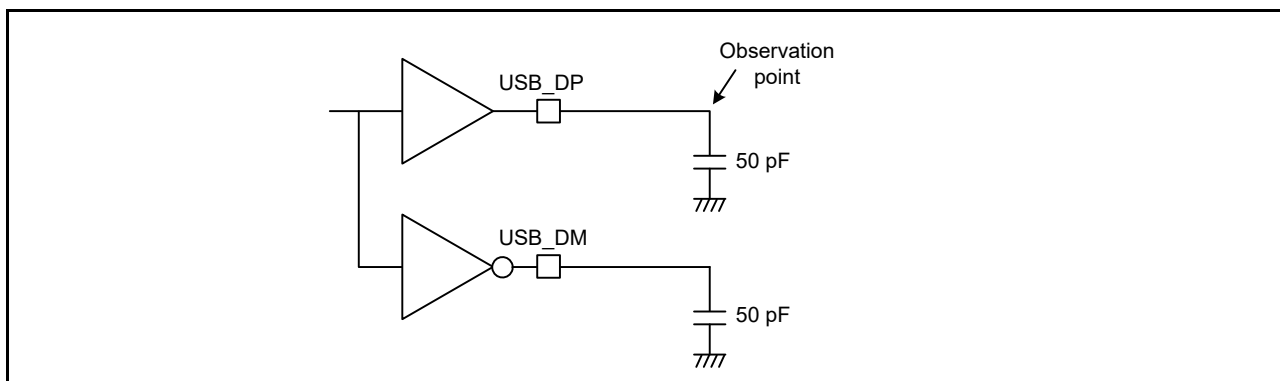 Observation
point
USB_DP
50 pF
USB_DM
50 pF